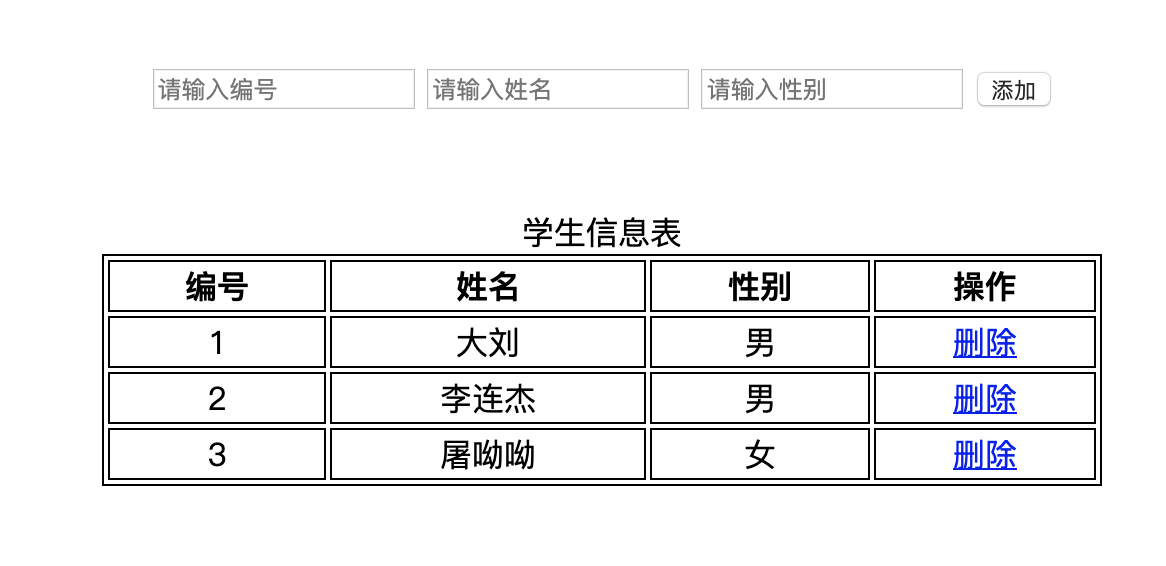 请输入编号 请输入姓名 请输入性别 添加
学生信息表
编号 姓名 性别 操作
1 大刘 男 删除
2 李连杰 男 删除
3 屠呦呦 女 删除